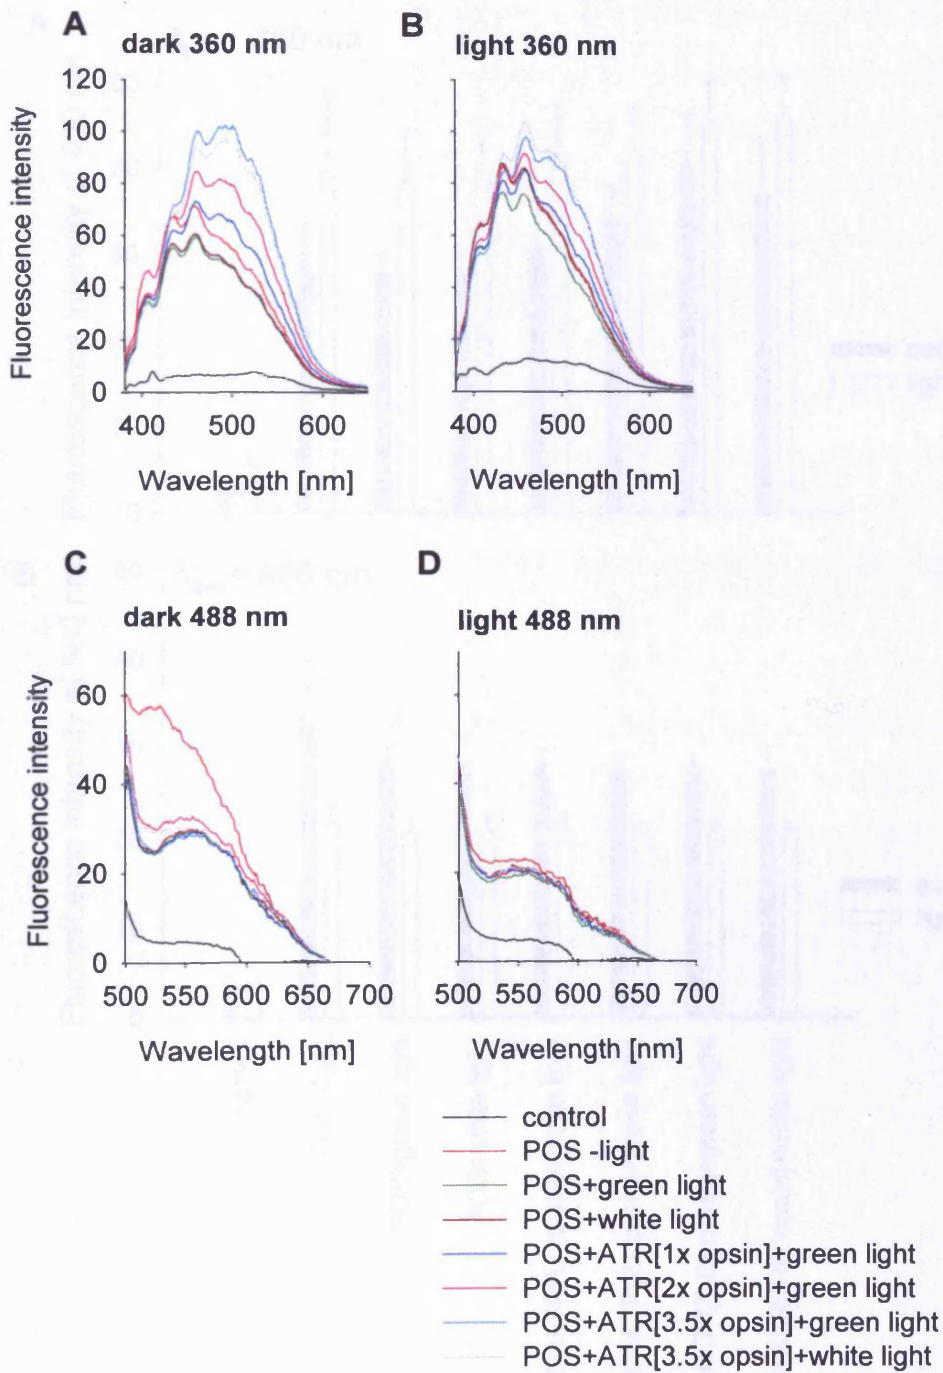 A
dark 360 nm
B
light 360 nm
Fluorescence intensity
120
100
80
60
40
20
0
400 500 600
400 500 600
Wavelength [nm]
Wavelength [nm]
C
dark 488 nm
D
light 488 nm
Fluorescence intensity
60
40
20
0
500 550 600 650 700
500 550 600 650 700
Wavelength [nm]
Wavelength [nm]
control
POS -light
POS+green light
POS+white light
POS+ATR[1x opsin]+green light
POS+ATR[2x opsin]+green light
POS+ATR[3.5x opsin]+green light
POS+ATR[3.5x opsin]+white light